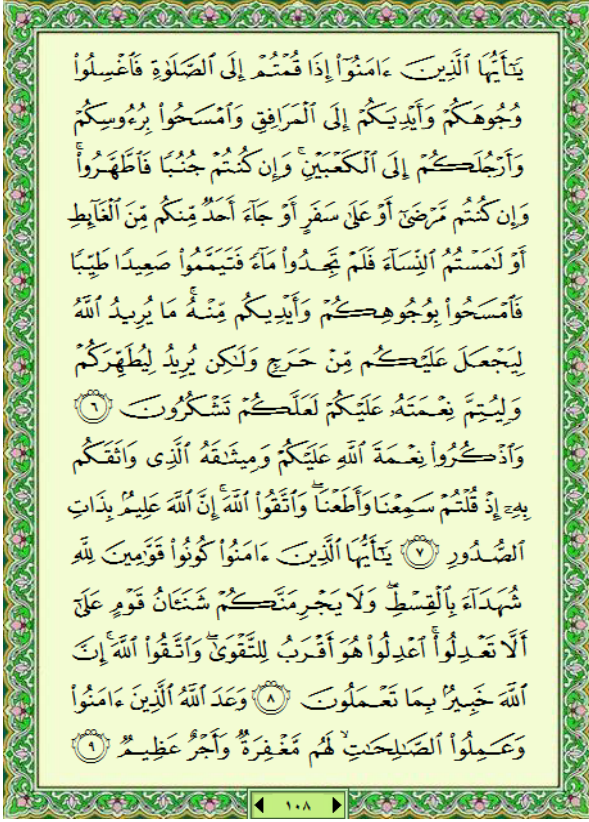 يَـٰٓأَيُّهَا ٱلَّذِينَ ءَامَنُوٓا۟ إِذَا قُمْتُمْ إِلَى ٱلصَّلَوٰةِ فَٱغْسِلُوا۟
وُجُوهَكُمْ وَأَيْدِيَكُمْ إِلَى ٱلْمَرَافِقِ وَٱمْسَحُوا۟ بِرُءُوسِكُمْ
وَأَرْجُلَكُمْ إِلَى ٱلْكَعْبَيْنِ ۚ وَإِن كُنتُمْ جُنُبًا فَٱطَّهَّرُوا۟ ۚ
وَإِن كُنتُم مَّرْضَىٰٓ أَوْ عَلَىٰ سَفَرٍ أَوْ جَآءَ أَحَدٌ مِّنكُم مِّنَ ٱلْغَآئِطِ
أَوْ لَـٰمَسْتُمُ ٱلنِّسَآءَ فَلَمْ تَجِدُوا۟ مَآءً فَتَيَمَّمُوا۟ صَعِيدًا طَيِّبًا
فَٱمْسَحُوا۟ بِوُجُوهِكُمْ وَأَيْدِيكُم مِّنْهُ ۚ مَا يُرِيدُ ٱللَّهُ
لِيَجْعَلَ عَلَيْكُم مِّنْ حَرَجٍ وَلَـٰكِن يُرِيدُ لِيُطَهِّرَكُمْ
وَلِيُتِمَّ نِعْمَتَهُۥ عَلَيْكُمْ لَعَلَّكُمْ تَشْكُرُونَ ٦
وَٱذْكُرُوا۟ نِعْمَةَ ٱللَّهِ عَلَيْكُمْ وَمِيثَـٰقَهُ ٱلَّذِى وَاثَقَكُم
بِهِۦٓ إِذْ قُلْتُمْ سَمِعْنَا وَأَطَعْنَا ۖ وَٱتَّقُوا۟ ٱللَّهَ ۚ إِنَّ ٱللَّهَ عَلِيمٌۢ بِذَاتِ
ٱلصُّدُورِ ٧ يَـٰٓأَيُّهَا ٱلَّذِينَ ءَامَنُوا۟ كُونُوا۟ قَوَّٰمِينَ لِلَّهِ
شُهَدَآءَ بِٱلْقِسْطِ ۖ وَلَا يَجْرِمَنَّكُمْ شَنَـَٔانُ قَوْمٍ عَلَىٰٓ
أَلَّا تَعْدِلُوا۟ ۚ ٱعْدِلُوا۟ هُوَ أَقْرَبُ لِلتَّقْوَىٰ ۖ وَٱتَّقُوا۟ ٱللَّهَ ۚ إِنَّ
ٱللَّهَ خَبِيرٌۢ بِمَا تَعْمَلُونَ ٨ وَعَدَ ٱللَّهُ ٱلَّذِينَ ءَامَنُوا۟
وَعَمِلُوا۟ ٱلصَّـٰلِحَـٰتِ ۙ لَهُم مَّغْفِرَةٌ وَأَجْرٌ عَظِيمٌ ٩
١٠٨